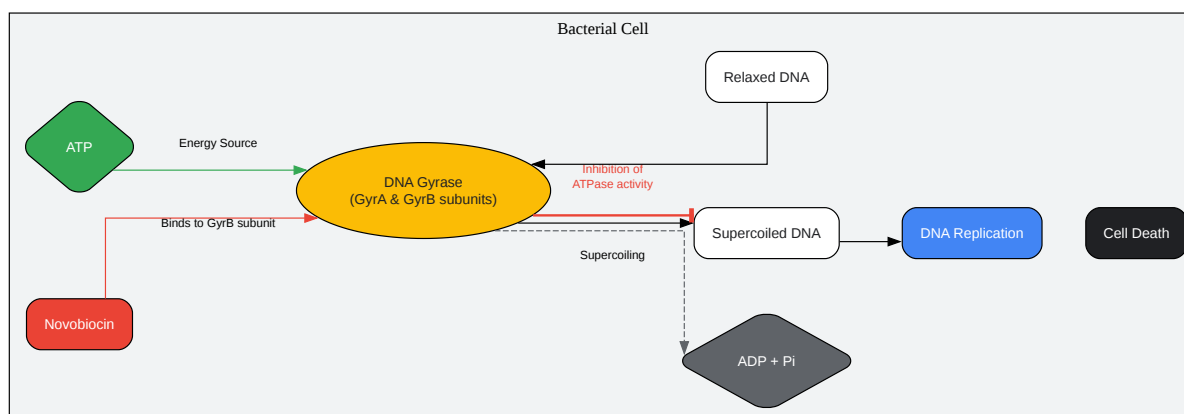 Bacterial Cell
Relaxed DNA
ATP
Energy Source
Inhibition of
ATPase activity
DNA Gyrase
(GyrA & GyrB subunits)
Binds to GyrB subunit
Supercoiled DNA
DNA Replication
Cell Death
Supercoiling
Novobiocin
ADP + Pi